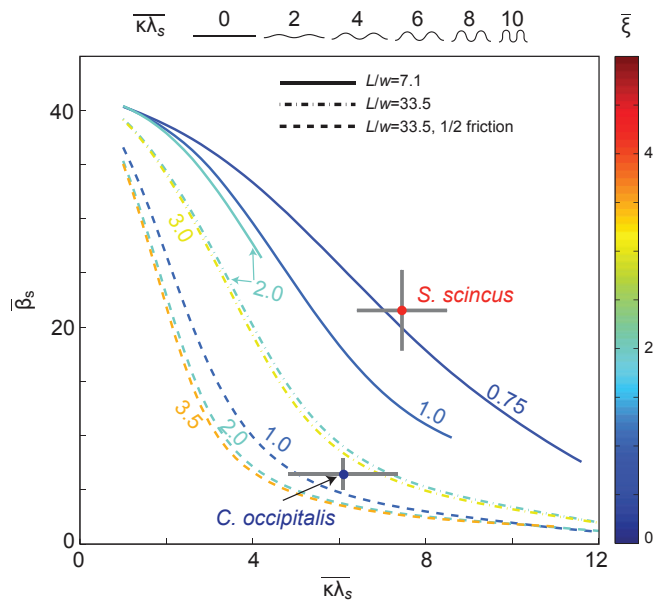 κλs 0 2 4 6 8 10 ξ
L/w=7.1
L/w=33.5
L/w=33.5, 1/2 friction
40
20
0
βs
3.0
2.0
S. scincus
0.75
1.0
1.0
2.0
3.5
C. occipitalis
0 4 8 12
κλs
4
2
0